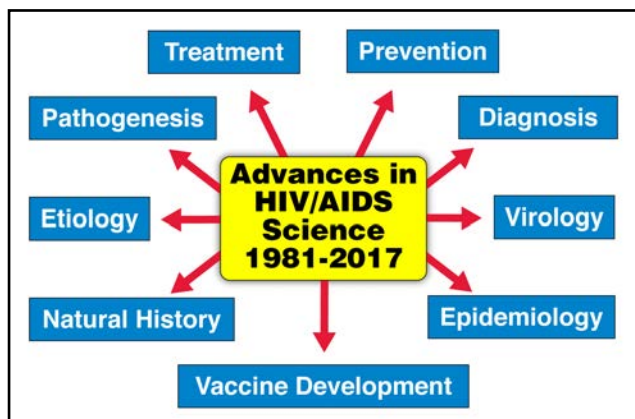 Treatment
Prevention
Pathogenesis
Diagnosis
Advances in
HIV/AIDS
Science
1981-2017
Etiology
Virology
Natural History
Epidemiology
Vaccine Development